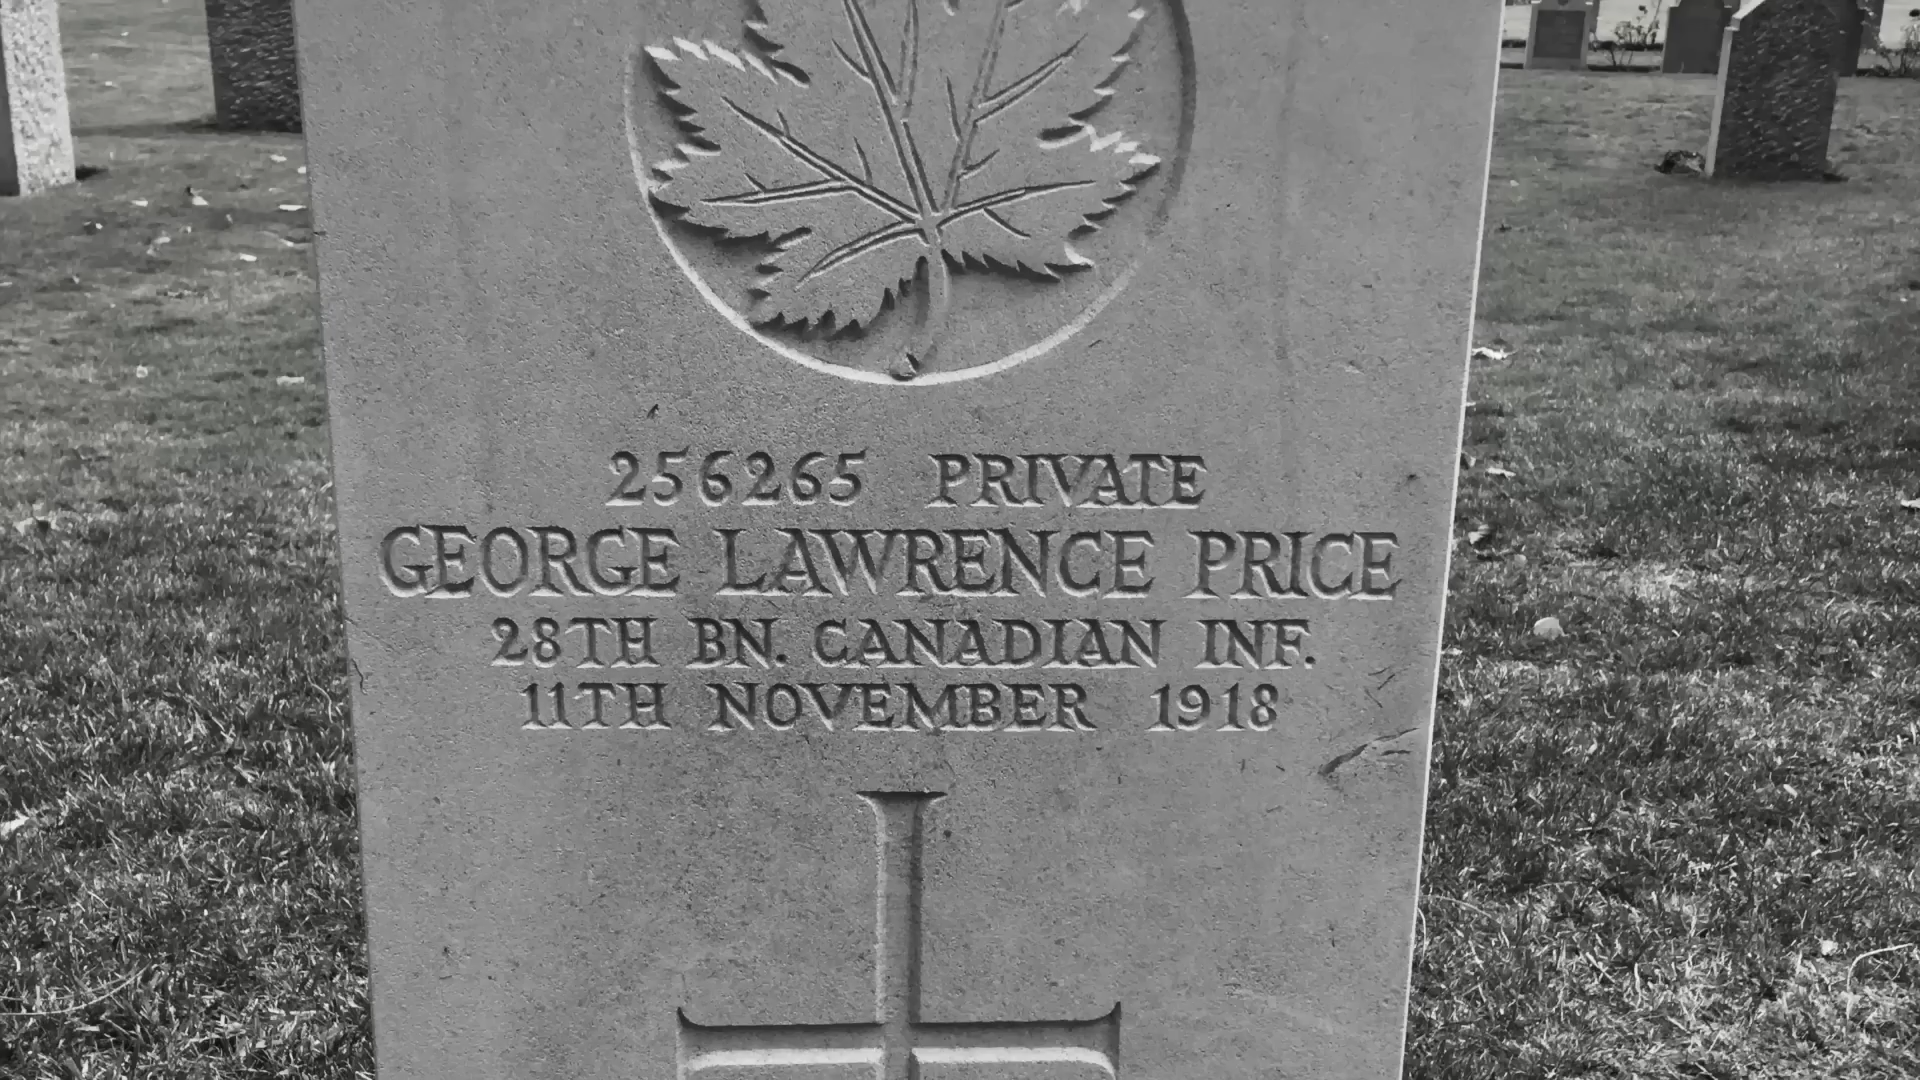 256265 PRIVATE
GEORGE LAWRENCE PRICE
28TH BN. CANADIAN INF.
11TH NOVEMBER 1918